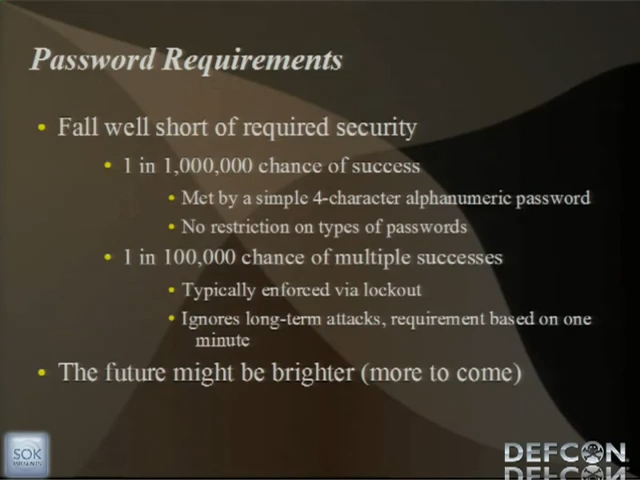 Password Requirements
• Fall well short of required security
• 1 in 1,000,000 chance of success
• Met by a simple 4-character alphanumeric password
• No restriction on types of passwords
• 1 in 100,000 chance of multiple successes
• Typically enforced via lockout
• Ignores long-term attacks, requirement based on one
minute
• The future might be brighter (more to come)
SOK
PRESENTS
DEFCON